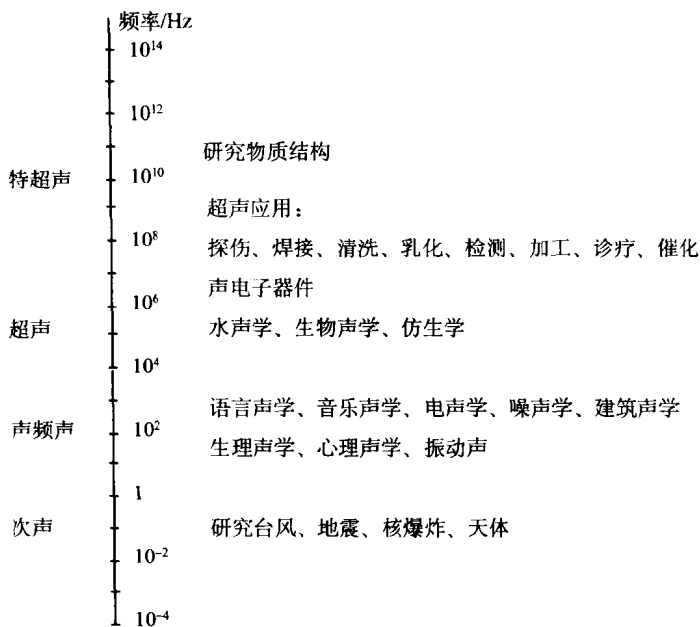 频率/Hz
10¹⁴
10¹²
研究物质结构
特超声
10¹⁰
超声应用：
10⁸
探伤、焊接、清洗、乳化、检测、加工、诊疗、催化
声电子器件
10⁶
超声
水声学、生物声学、仿生学
10⁴
语言声学、音乐声学、电声学、噪声学、建筑声学
声频声
10²
生理声学、心理声学、振动声
1
次声
研究台风、地震、核爆炸、天体
10⁻²
10⁻⁴